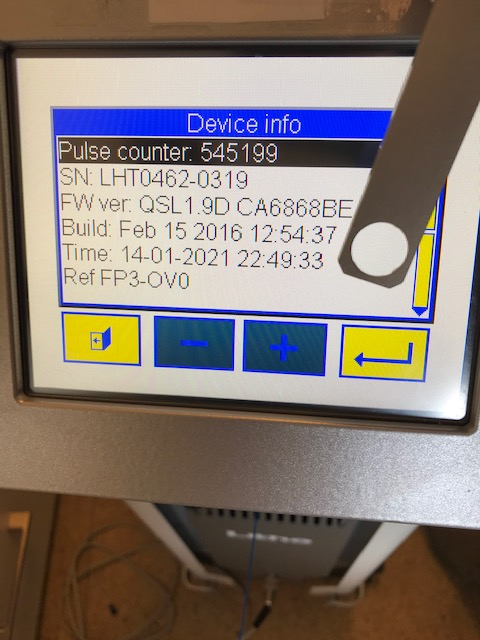 Device info
Pulse counter: 545199
SN: LHT0462-0319
FW ver: QSL1.9D CA6868BE
Build: Feb 15 2016 12:54:37
Time: 14-01-2021 22:49:33
Ref FP3-OV0